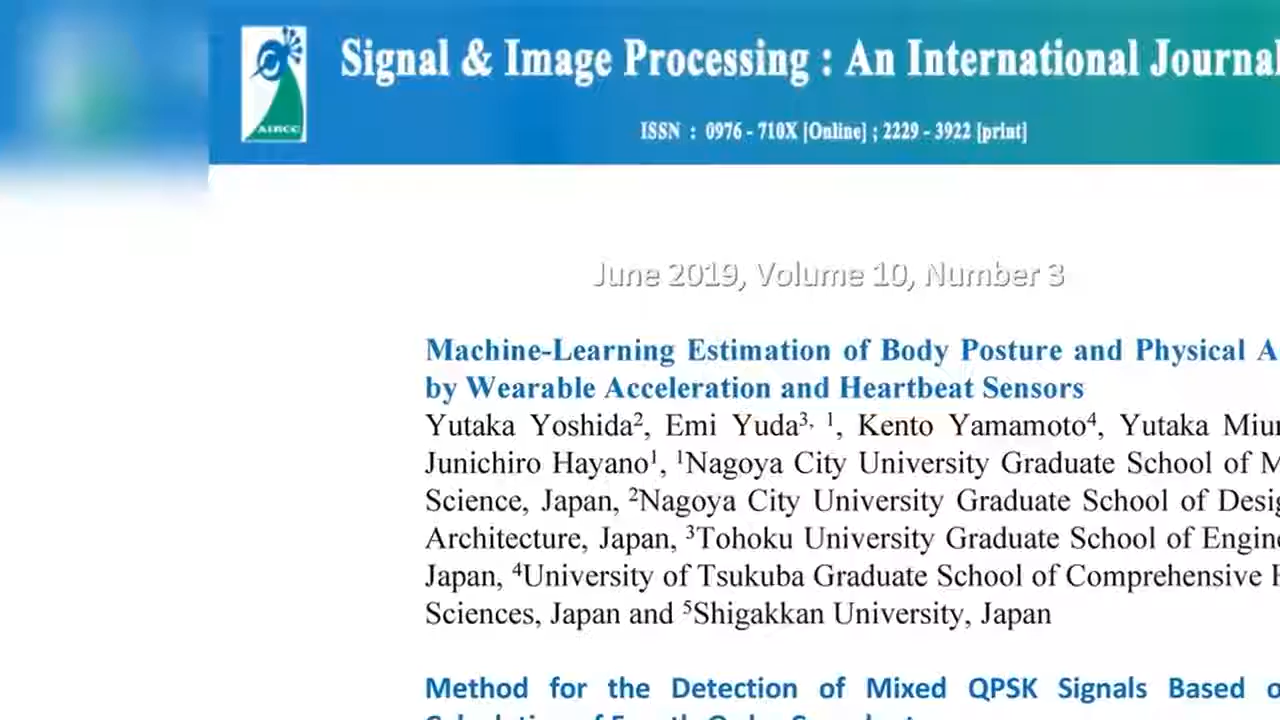 AIRCC
Signal & Image Processing : An International Journal
ISSN : 0976 - 710X [Online] ; 2229 - 3922 [print]
June 2019, Volume 10, Number 3
Machine-Learning Estimation of Body Posture and Physical
by Wearable Acceleration and Heartbeat Sensors
Yutaka Yoshida², Emi Yuda³, ¹, Kento Yamamoto⁴, Yutaka
Junichiro Hayano¹, ¹Nagoya City University Graduate School of
Science, Japan, ²Nagoya City University Graduate School of
Architecture, Japan, ³Tohoku University Graduate School of
Japan, ⁴University of Tsukuba Graduate School of Comprehensive
Sciences, Japan and ⁵Shigakkan University, Japan
Method for the Detection of Mixed QPSK Signals Based